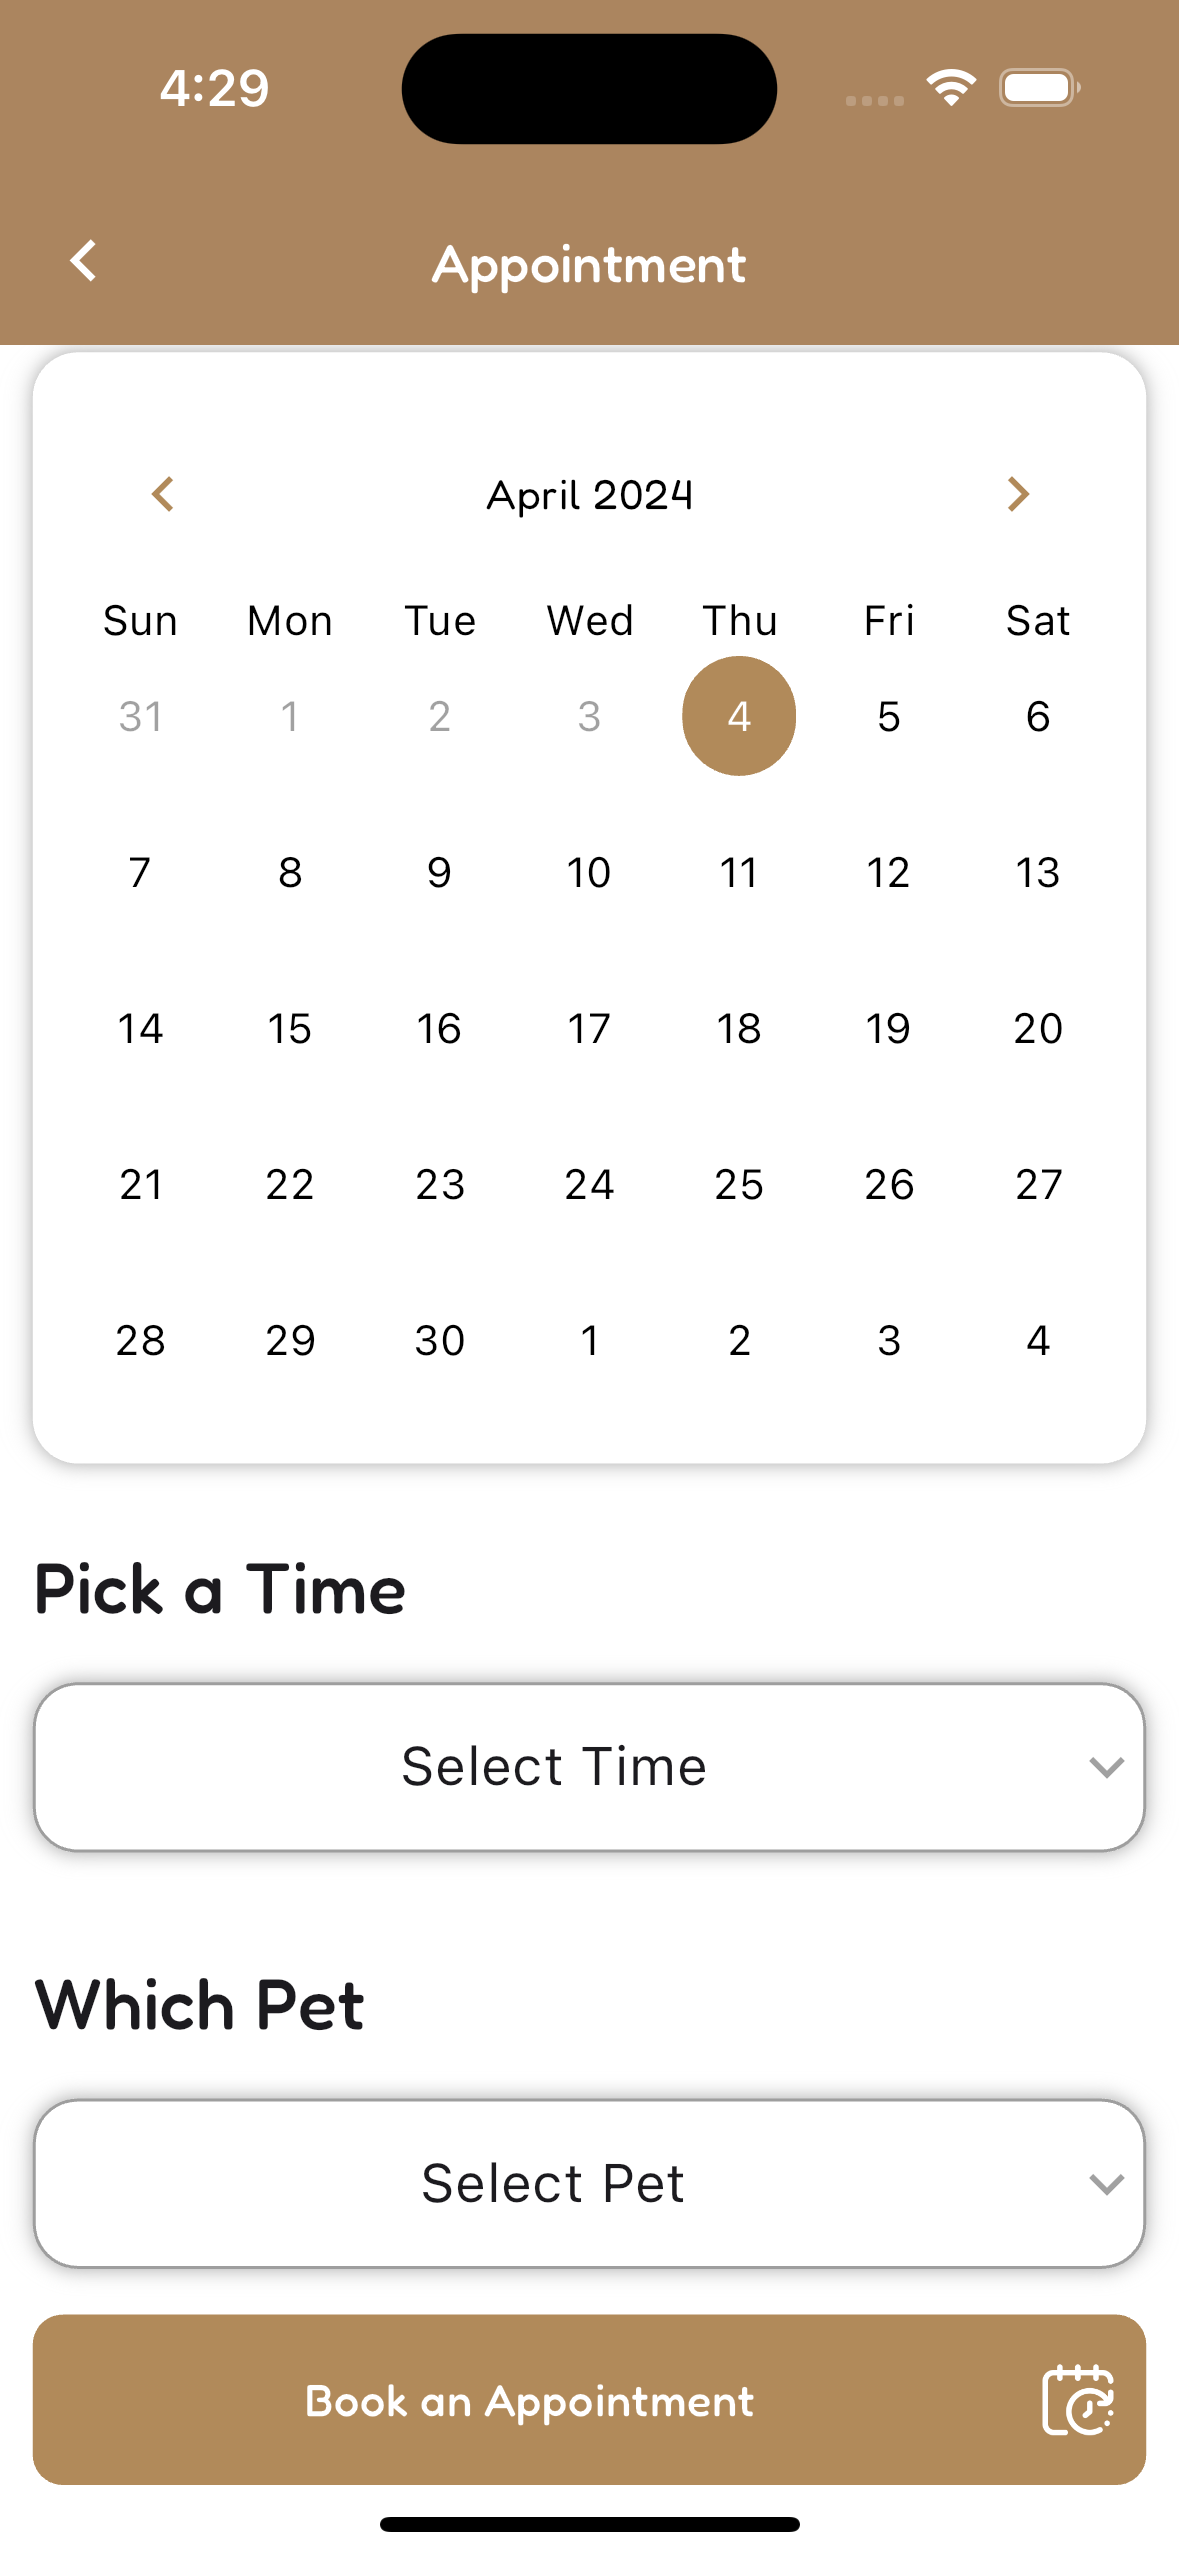 4:29
Appointment
April 2024
Sun Mon Tue Wed Thu Fri Sat
31 1 2 3 4 5 6
7 8 9 10 11 12 13
14 15 16 17 18 19 20
21 22 23 24 25 26 27
28 29 30 1 2 3 4
Pick a Time
Select Time
Which Pet
Select Pet
Book an Appointment